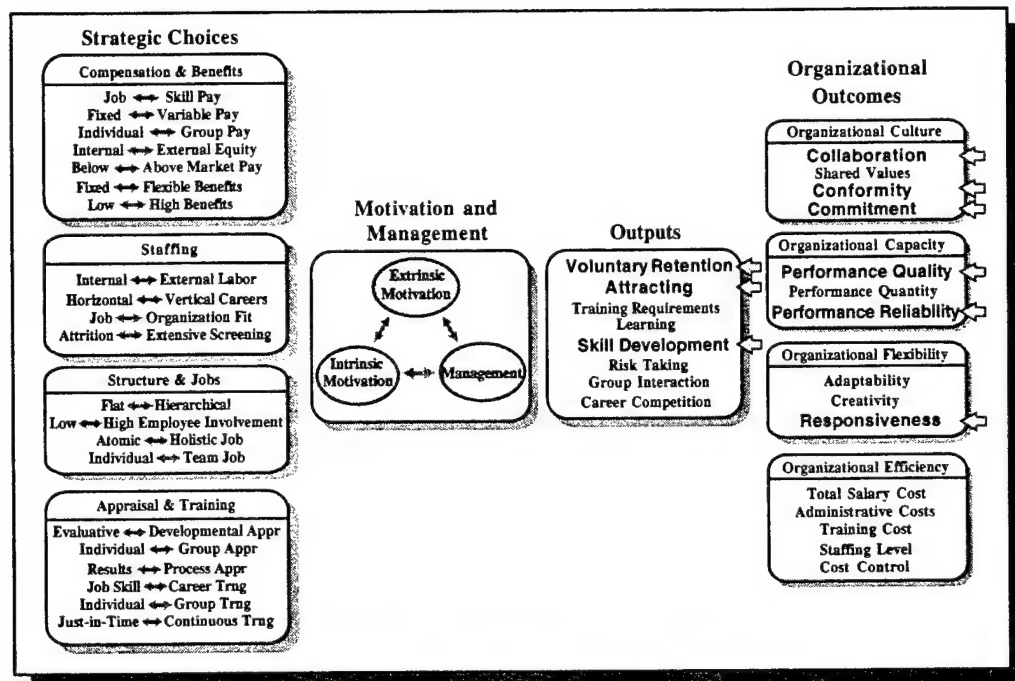 Strategic Choices
Compensation & Benefits
Job ⟷ Skill Pay
Fixed ⟷ Variable Pay
Individual ⟷ Group Pay
Internal ⟷ External Equity
Below ⟷ Above Market Pay
Fixed ⟷ Flexible Benefits
Low ⟷ High Benefits
Staffing
Internal ⟷ External Labor
Horizontal ⟷ Vertical Careers
Job ⟷ Organization Fit
Attrition ⟷ Extensive Screening
Structure & Jobs
Flat ⟷ Hierarchical
Low ⟷ High Employee Involvement
Atomic ⟷ Holistic Job
Individual ⟷ Team Job
Appraisal & Training
Evaluative ⟷ Developmental Appr
Individual ⟷ Group Appr
Results ⟷ Process Appr
Job Skill ⟷ Career Trng
Individual ⟷ Group Trng
Just-in-Time ⟷ Continuous Trng
Motivation and
Management
Extrinsic
Motivation
Intrinsic
Motivation
Management
Outputs
Voluntary Retention
Attracting
Training Requirements
Learning
Skill Development
Risk Taking
Group Interaction
Career Competition
Organizational
Outcomes
Organizational Culture
Collaboration
Shared Values
Conformity
Commitment
Organizational Capacity
Performance Quality
Performance Quantity
Performance Reliability
Organizational Flexibility
Adaptability
Creativity
Responsiveness
Organizational Efficiency
Total Salary Cost
Administrative Costs
Training Cost
Staffing Level
Cost Control